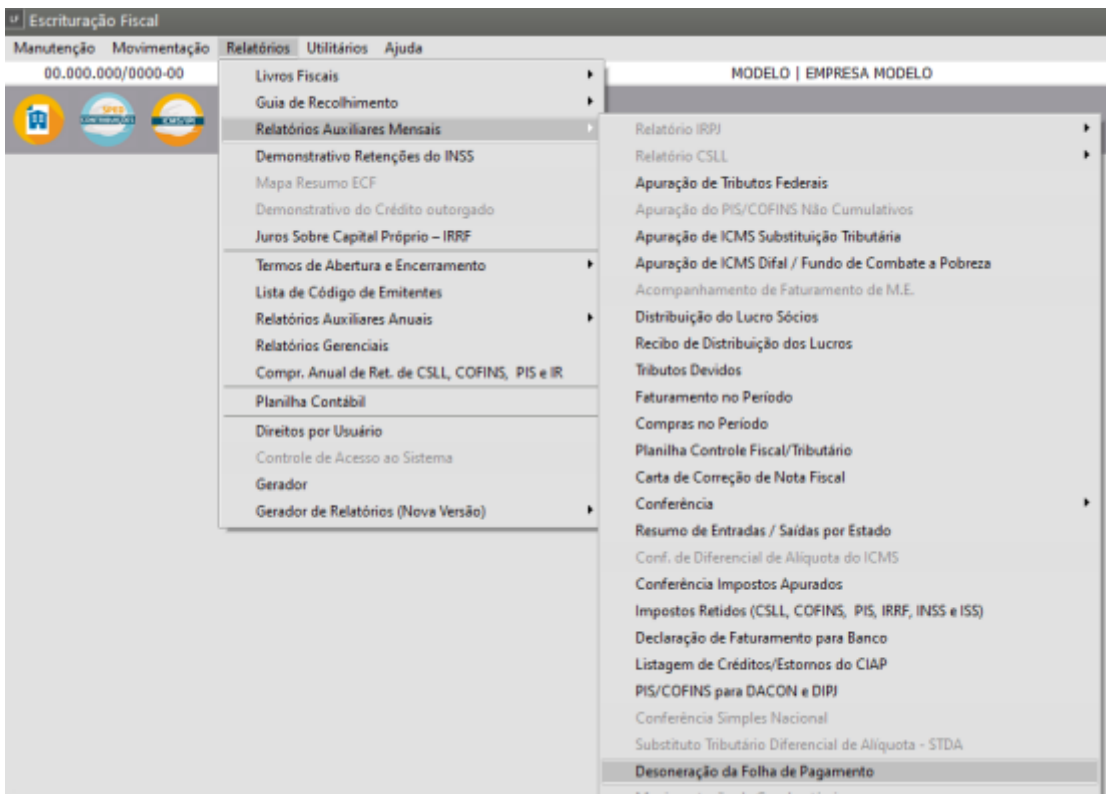 LF Escrituração Fiscal
Manutenção Movimentação Relatórios Utilitários Ajuda
00.000.000/0000-00 MODELO | EMPRESA MODELO
SPED
CONTRIBUIÇÕES
ICMS/IPI
Livros Fiscais
Guia de Recolhimento
Relatórios Auxiliares Mensais
Demonstrativo Retenções do INSS
Mapa Resumo ECF
Demonstrativo do Crédito outorgado
Juros Sobre Capital Próprio – IRRF
Termos de Abertura e Encerramento
Lista de Código de Emitentes
Relatórios Auxiliares Anuais
Relatórios Gerenciais
Compr. Anual de Ret. de CSLL, COFINS, PIS e IR
Planilha Contábil
Direitos por Usuário
Controle de Acesso ao Sistema
Gerador
Gerador de Relatórios (Nova Versão)
Relatório IRPJ
Relatório CSLL
Apuração de Tributos Federais
Apuração do PIS/COFINS Não Cumulativos
Apuração de ICMS Substituição Tributária
Apuração de ICMS Difal / Fundo de Combate a Pobreza
Acompanhamento de Faturamento de M.E.
Distribuição do Lucro Sócios
Recibo de Distribuição dos Lucros
Tributos Devidos
Faturamento no Período
Compras no Período
Planilha Controle Fiscal/Tributário
Carta de Correção de Nota Fiscal
Conferência
Resumo de Entradas / Saídas por Estado
Conf. de Diferencial de Alíquota do ICMS
Conferência Impostos Apurados
Impostos Retidos (CSLL, COFINS, PIS, IRRF, INSS e ISS)
Declaração de Faturamento para Banco
Listagem de Créditos/Estornos do CIAP
PIS/COFINS para DACON e DIPJ
Conferência Simples Nacional
Substituto Tributário Diferencial de Alíquota - STDA
Desoneração da Folha de Pagamento